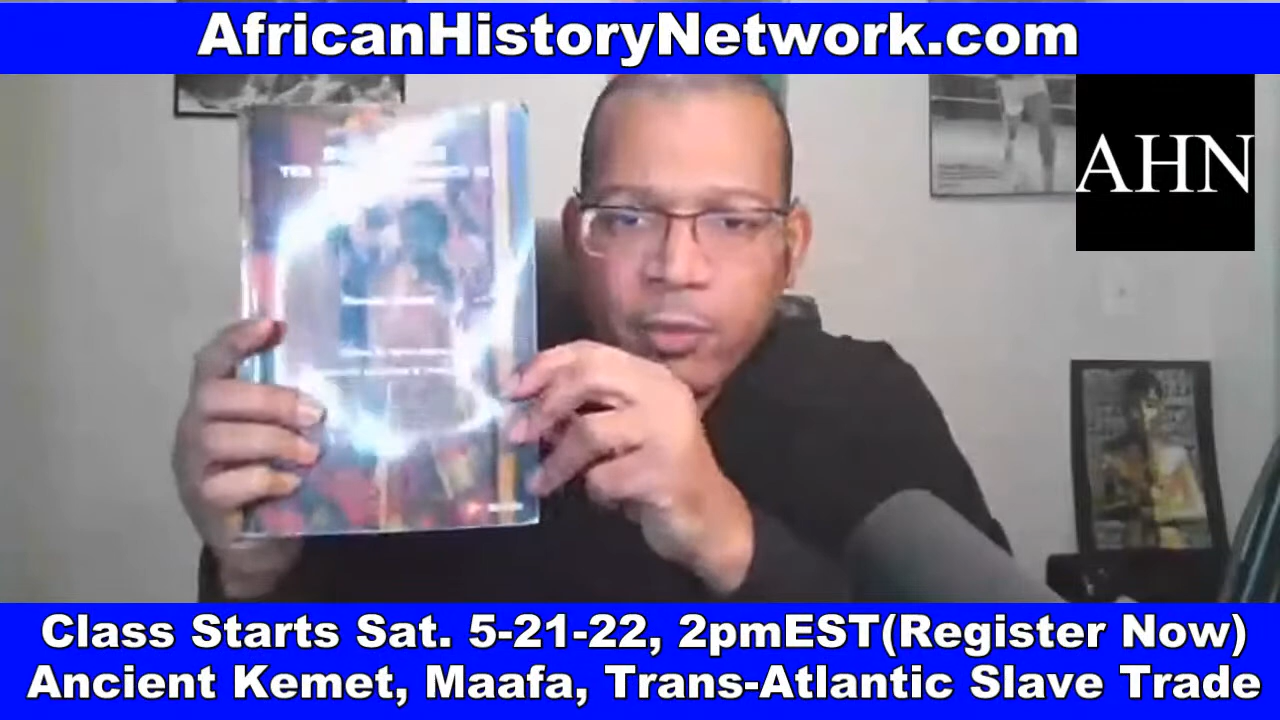 AfricanHistoryNetwork.com
AHN
Class Starts Sat. 5-21-22, 2pmEST(Register Now)
Ancient Kemet, Maafa, Trans-Atlantic Slave Trade